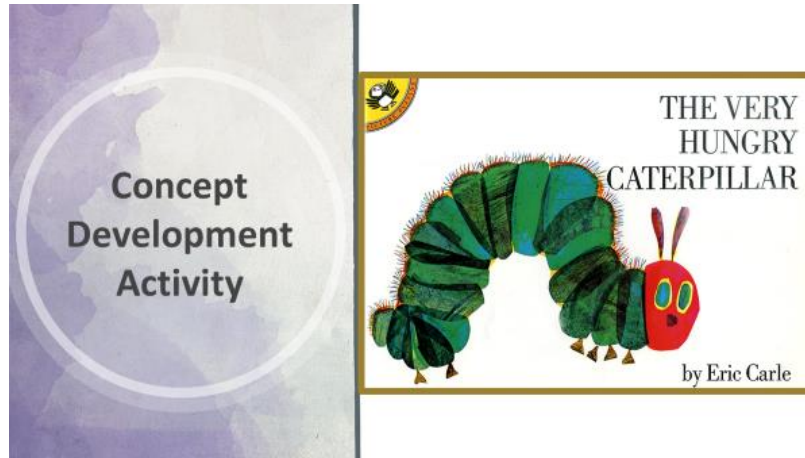 Concept
Development
Activity
THE VERY
HUNGRY
CATERPILLAR
by Eric Carle